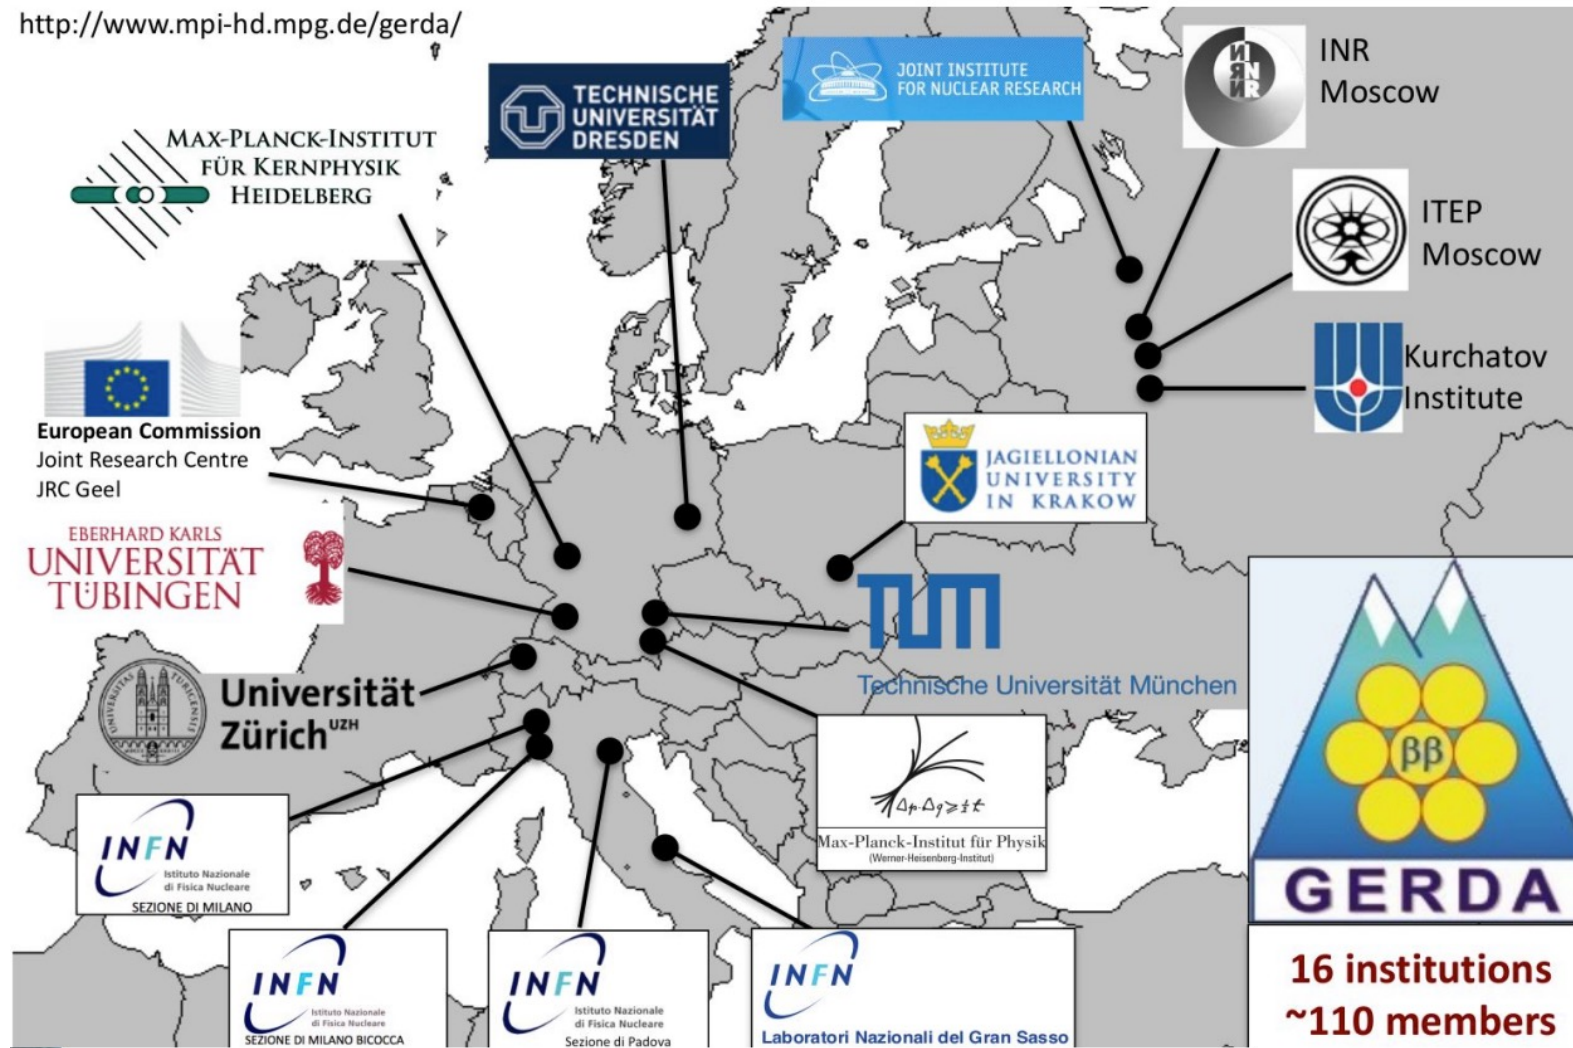 http://www.mpi-hd.mpg.de/gerda/
TECHNISCHE
UNIVERSITÄT
DRESDEN
JOINT INSTITUTE
FOR NUCLEAR RESEARCH
INR
Moscow
MAX-PLANCK-INSTITUT
FÜR KERNPHYSIK
HEIDELBERG
ITEP
Moscow
Kurchatov
Institute
European Commission
Joint Research Centre
JRC Geel
JAGIELLONIAN
UNIVERSITY
IN KRAKOW
EBERHARD KARLS
UNIVERSITÄT
TÜBINGEN
TUM
Technische Universität München
Universität
Zürich UZH
Δp·Δq≥½ℏ
Max-Planck-Institut für Physik
(Werner-Heisenberg-Institut)
ββ
GERDA
16 institutions
~110 members
INFN
Istituto Nazionale
di Fisica Nucleare
SEZIONE DI MILANO
INFN
Istituto Nazionale
di Fisica Nucleare
SEZIONE DI MILANO BICOCCA
INFN
Istituto Nazionale
di Fisica Nucleare
Sezione di Padova
INFN
Laboratori Nazionali del Gran Sasso